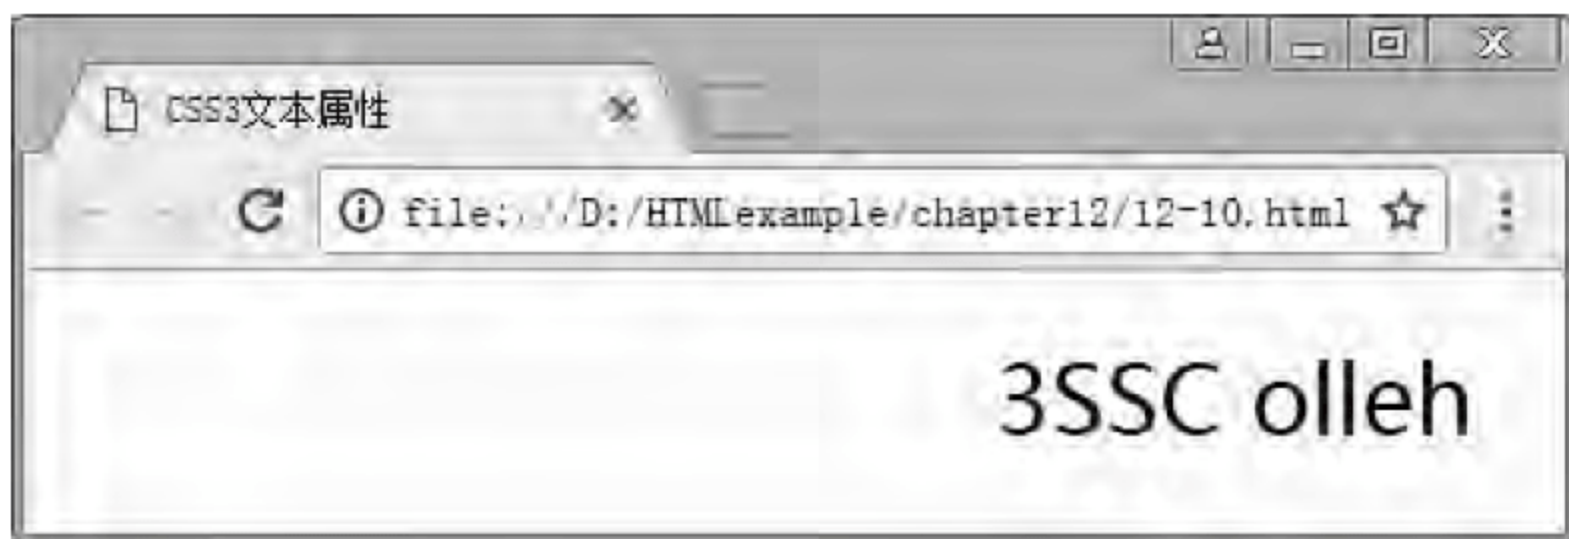 CSS3文本属性
file:///D:/HTMLexample/chapter12/12-10.html
3SSC olleh